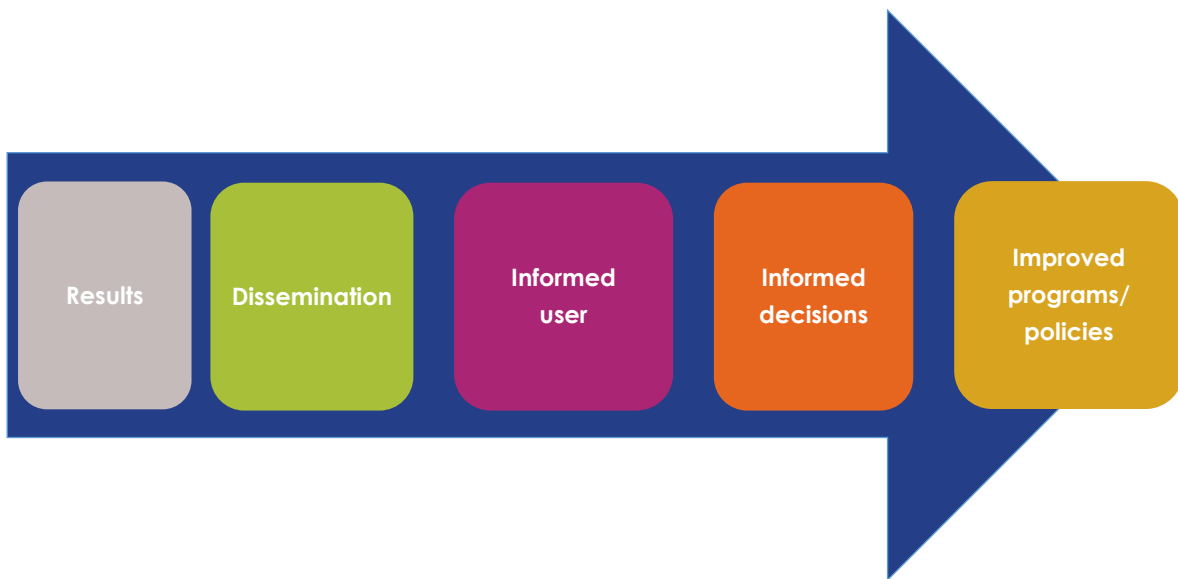 Results
Dissemination
Informed
user
Informed
decisions
Improved
programs/
policies